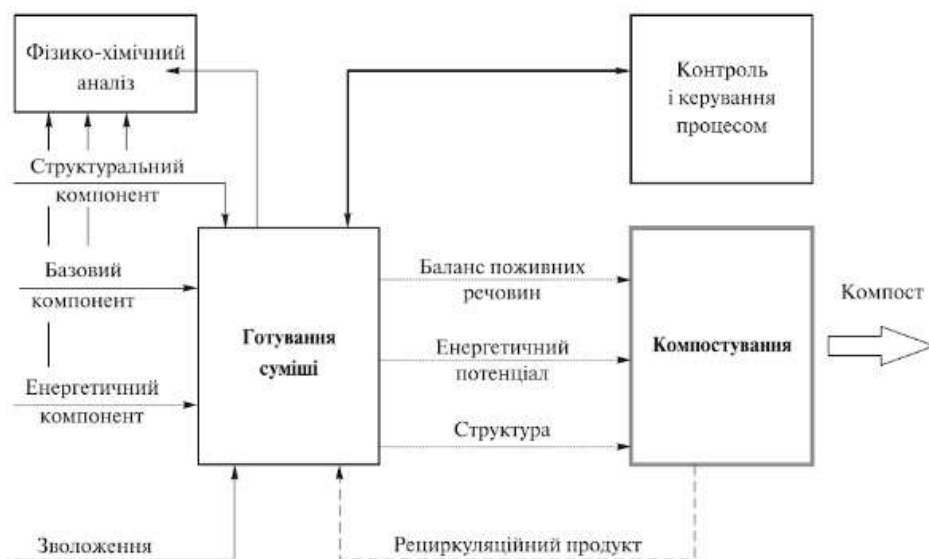 Фізико-хімічний
аналіз
Контроль
і керування
процесом
Структуральний
компонент
Базовий
компонент
Енергетичний
компонент
Готування
суміші
Баланс поживних
речовин
Енергетичний
потенціал
Структура
Компостування
Компост
Зволоження
Рециркуляційний продукт